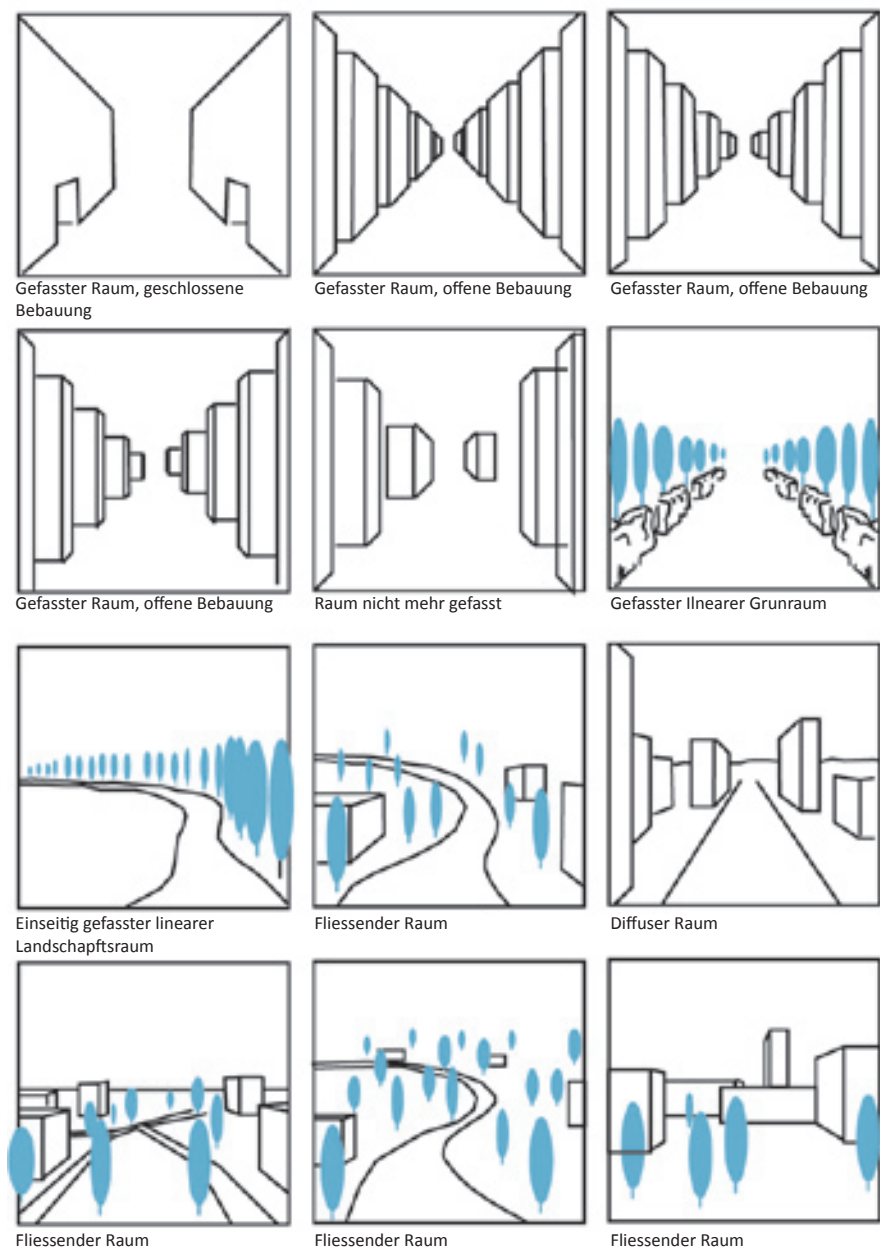 Gefasster Raum, geschlossene
Bebauung
Gefasster Raum, offene Bebauung
Gefasster Raum, offene Bebauung
Gefasster Raum, offene Bebauung
Raum nicht mehr gefasst
Gefasster Ilnearer Grunraum
Einseitig gefasster linearer
Landschapftsraum
Fliessender Raum
Diffuser Raum
Fliessender Raum
Fliessender Raum
Fliessender Raum